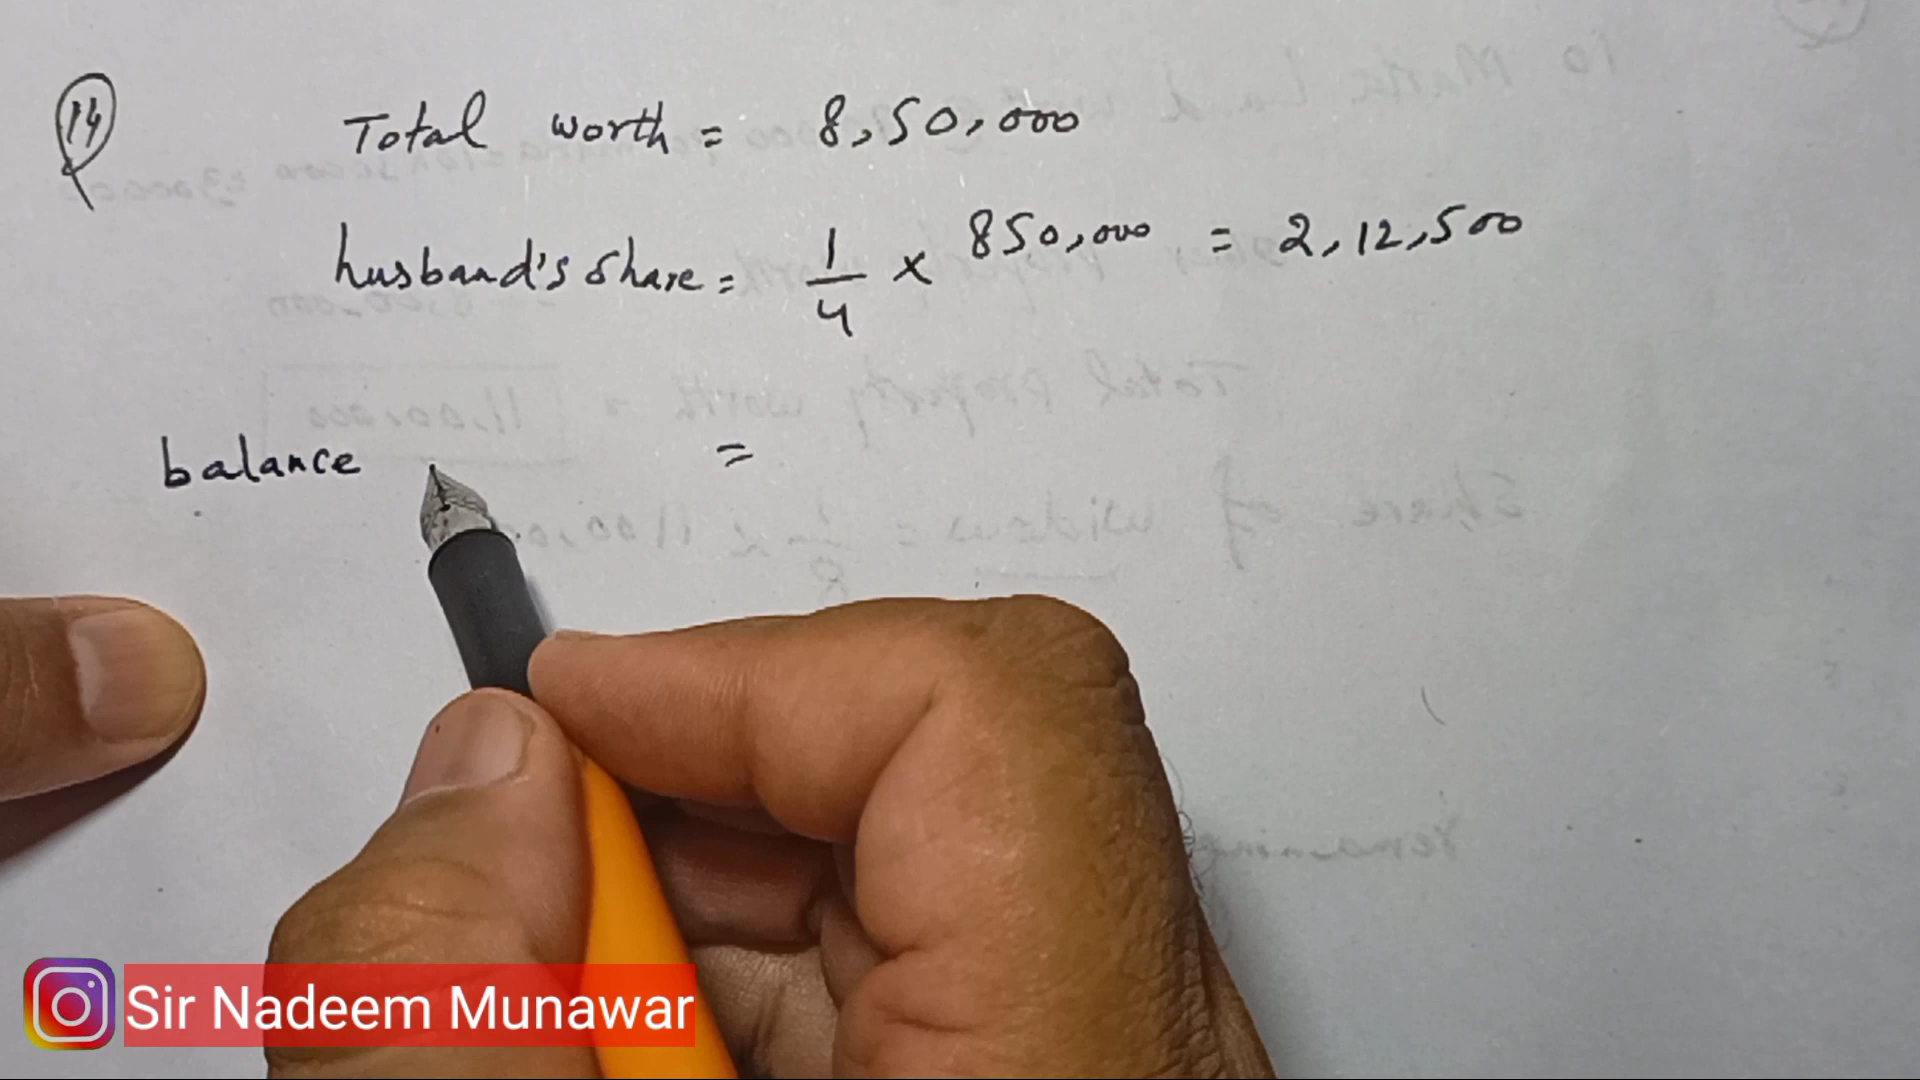 14
Total worth = 8,50,000
husband's share = 1/4 × 850,000 = 2,12,500
balance =
Sir Nadeem Munawar